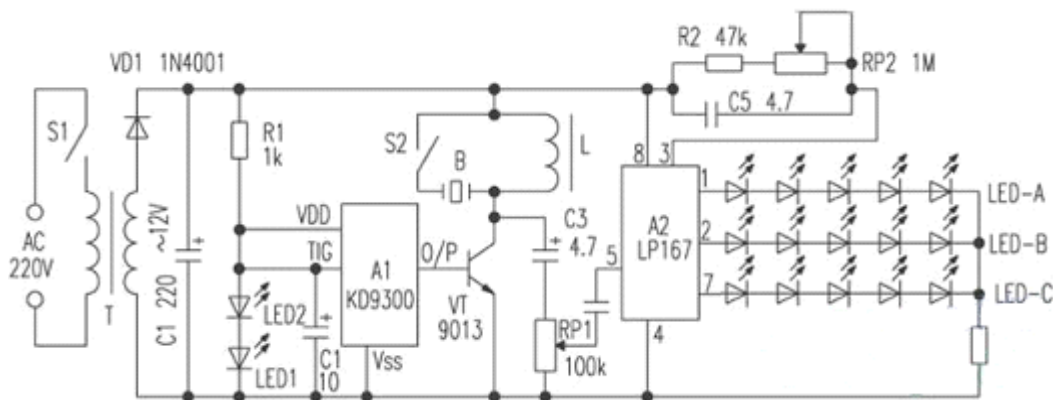 VD1 1N4001
S1
AC
220V
T
~12V
C1 220
+
R1
1k
VDD
TIG
LED2
LED1
+
C1
10
A1
KD9300
O/P
Vss
VT
9013
S2
B
L
C3
+
4.7
RP1
100k
R2 47k
RP2 1M
C5 4.7
8
3
5
A2
LP167
4
1
2
7
LED-A
LED-B
LED-C